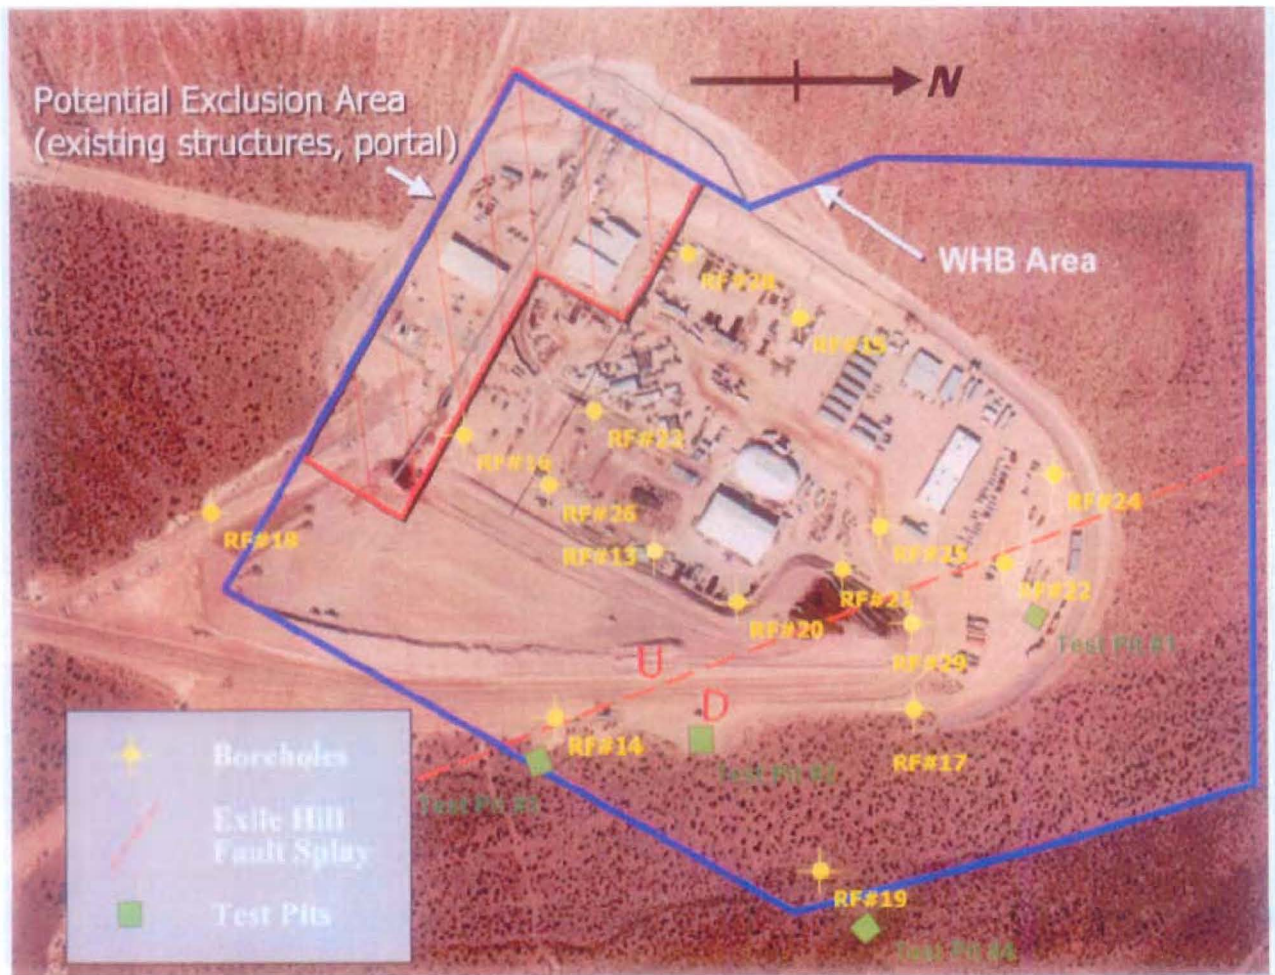 Potential Exclusion Area
(existing structures, portal)
N
WHB Area
RF#28
RF#15
RF#23
RF#16
RF#26
RF#24
RF#18
RF#13
RF#25
RF#22
RF#21
RF#20
Test Pit #1
RF#29
U
D
RF#14
Test Pit #2
RF#17
Test Pit #3
RF#19
Test Pit #4
Boreholes
Exile Hill
Fault Splay
Test Pits